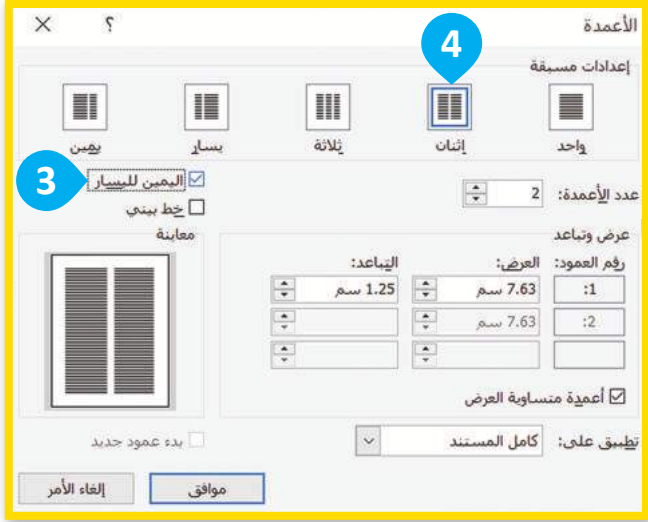 الأعمدة ؟ ×
4
إعدادات مسبقة
واحد إثنان ثلاثة يسار يمين
3
عدد الأعمدة: 2 اليمين لليسار
خط بيني
عرض وتباعد معاينة
رقم العمود: العرض: التباعد:
1: 7.63 سم 1.25 سم
2: 7.63 سم
أعمدة متساوية العرض
تطبيق على: كامل المستند بدء عمود جديد
موافق إلغاء الأمر